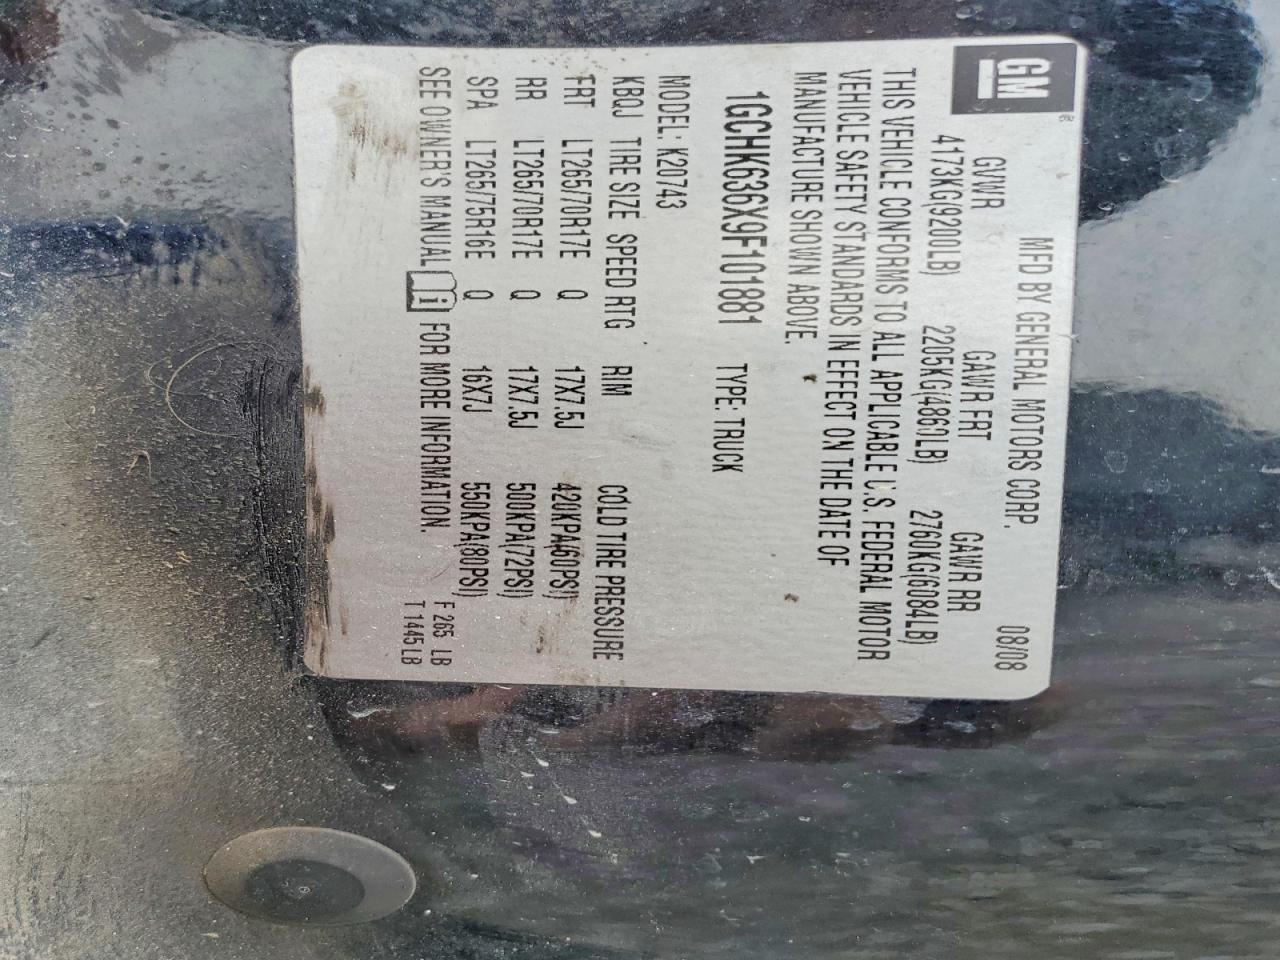 GM
MFD BY GENERAL MOTORS CORP. 08/08
GVWR GAWR FRT GAWR RR
4173KG(9200LB) 2205KG(4860LB) 2760KG(6084LB)
THIS VEHICLE CONFORMS TO ALL APPLICABLE U.S. FEDERAL MOTOR
VEHICLE SAFETY STANDARDS IN EFFECT ON THE DATE OF
MANUFACTURE SHOWN ABOVE.
1GCHK636X9F101881 TYPE: TRUCK
MODEL: K20743
KBQJ TIRE SIZE SPEED RTG RIM COLD TIRE PRESSURE
FRT LT265/70R17E Q 17X7.5J 420KPA(60PSI)
RR LT265/70R17E Q 17X7.5J 500KPA(72PSI)
SPA LT265/75R16E Q 16X7J 550KPA(80PSI)
SEE OWNER'S MANUAL i FOR MORE INFORMATION.
F 265 LB
T 1445 LB